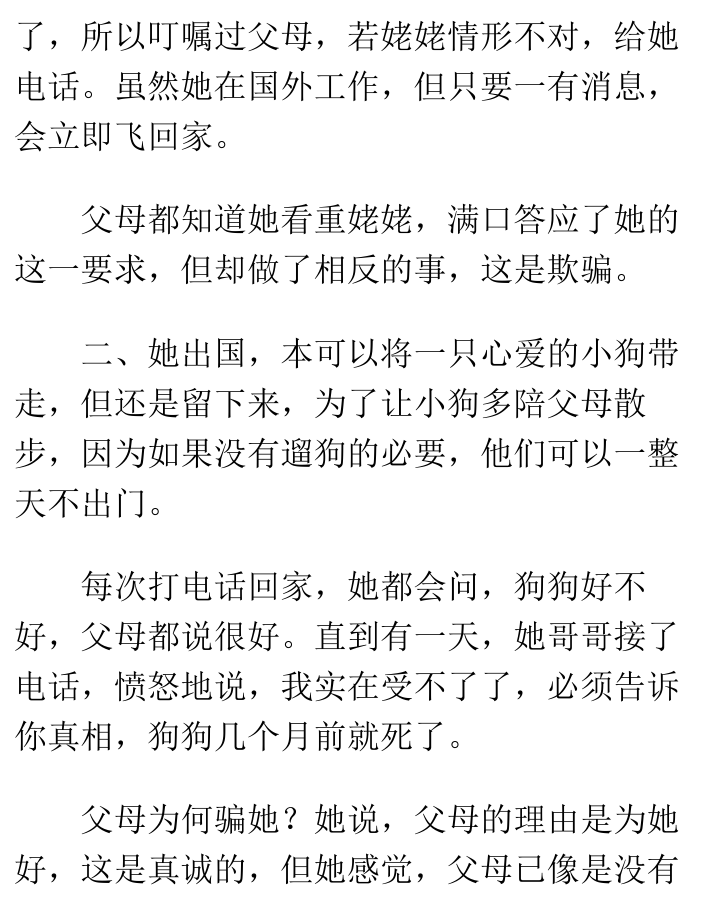 了，所以叮嘱过父母，若姥姥情形不对，给她
电话。虽然她在国外工作，但只要一有消息，
会立即飞回家。
父母都知道她看重姥姥，满口答应了她的
这一要求，但却做了相反的事，这是欺骗。
二、她出国，本可以将一只心爱的小狗带
走，但还是留下来，为了让小狗多陪父母散
步，因为如果没有遛狗的必要，他们可以一整
天不出门。
每次打电话回家，她都会问，狗狗好不
好，父母都说很好。直到有一天，她哥哥接了
电话，愤怒地说，我实在受不了了，必须告诉
你真相，狗狗几个月前就死了。
父母为何骗她？她说，父母的理由是为她
好，这是真诚的，但她感觉，父母已像是没有